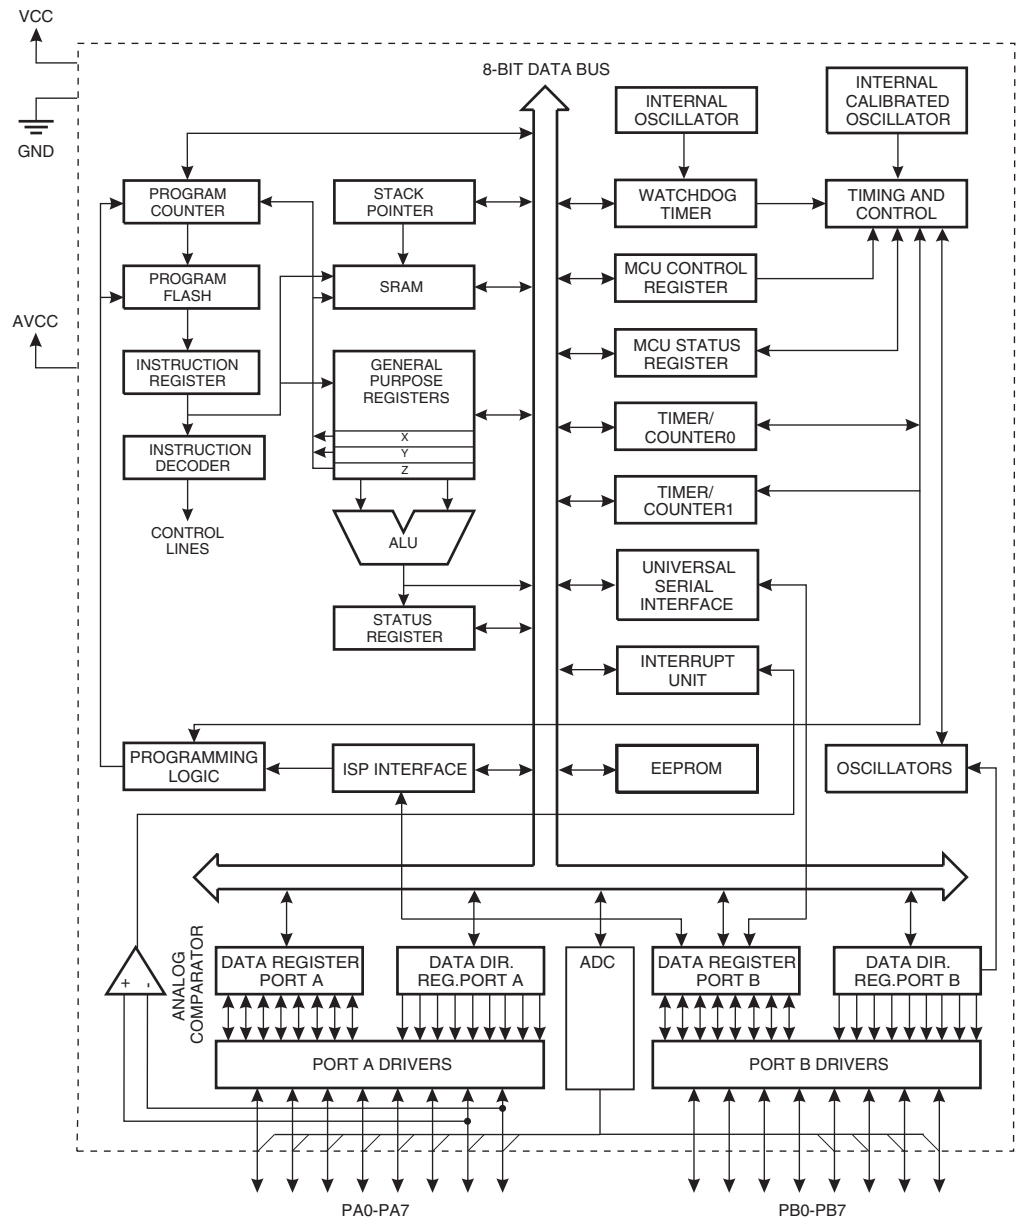 VCC
8-BIT DATA BUS
GND
AVCC
INTERNAL
OSCILLATOR
INTERNAL
CALIBRATED
OSCILLATOR
PROGRAM
COUNTER
STACK
POINTER
WATCHDOG
TIMER
TIMING AND
CONTROL
PROGRAM
FLASH
SRAM
MCU CONTROL
REGISTER
INSTRUCTION
REGISTER
GENERAL
PURPOSE
REGISTERS
X
Y
Z
MCU STATUS
REGISTER
INSTRUCTION
DECODER
TIMER/
COUNTER0
CONTROL
LINES
ALU
TIMER/
COUNTER1
STATUS
REGISTER
UNIVERSAL
SERIAL
INTERFACE
INTERRUPT
UNIT
PROGRAMMING
LOGIC
ISP INTERFACE
EEPROM
OSCILLATORS
ANALOG
COMPARATOR
+
-
DATA REGISTER
PORT A
DATA DIR.
REG.PORT A
ADC
DATA REGISTER
PORT B
DATA DIR.
REG.PORT B
PORT A DRIVERS
PORT B DRIVERS
PA0-PA7
PB0-PB7